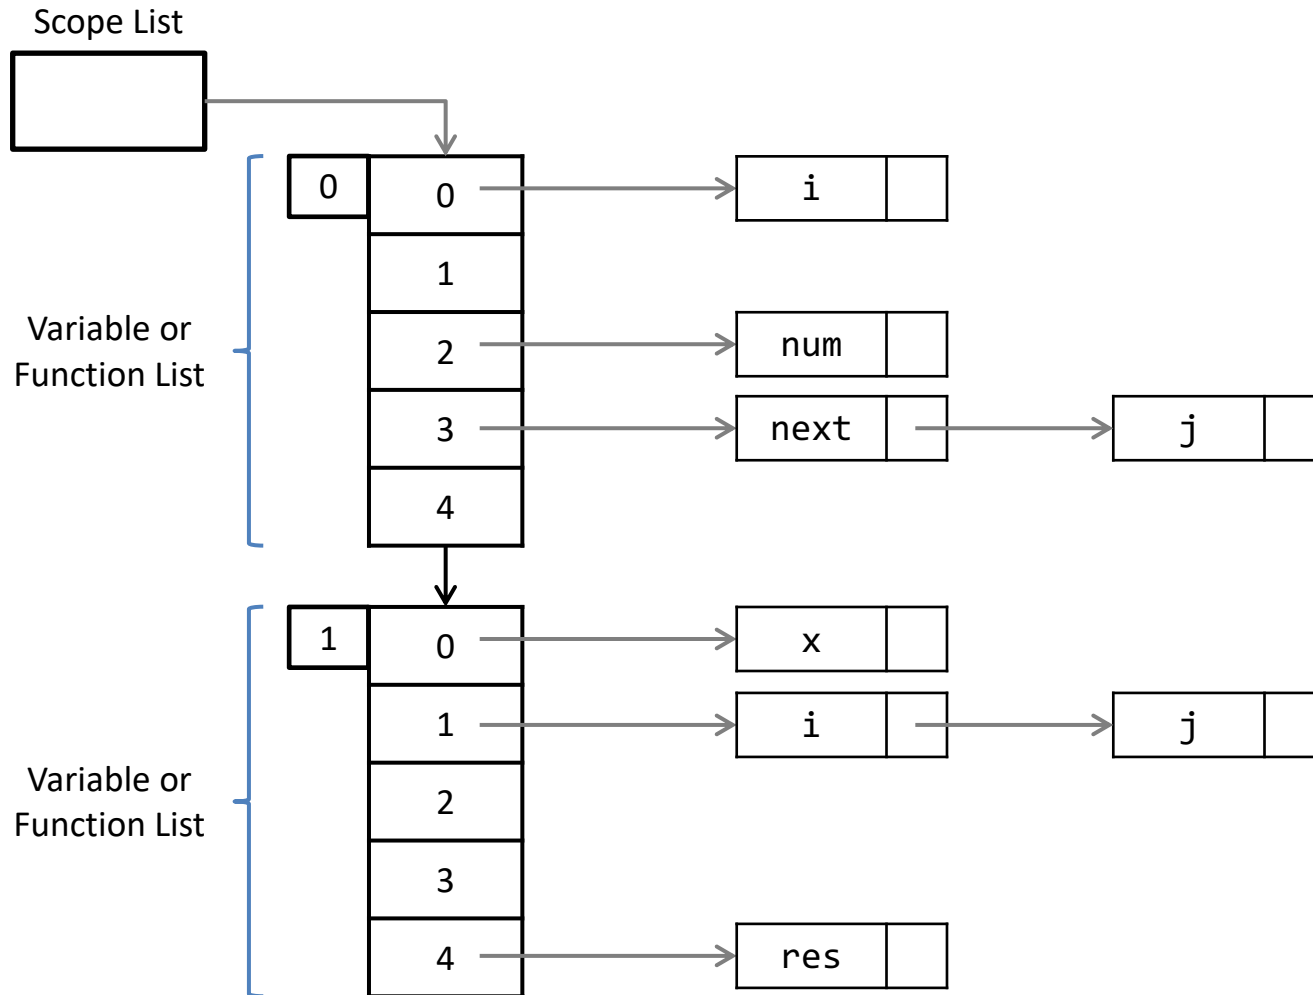 Scope List
0
0
i
1
Variable or
Function List
2
num
3
next
j
4
1
0
x
1
i
j
Variable or
Function List
2
3
4
res